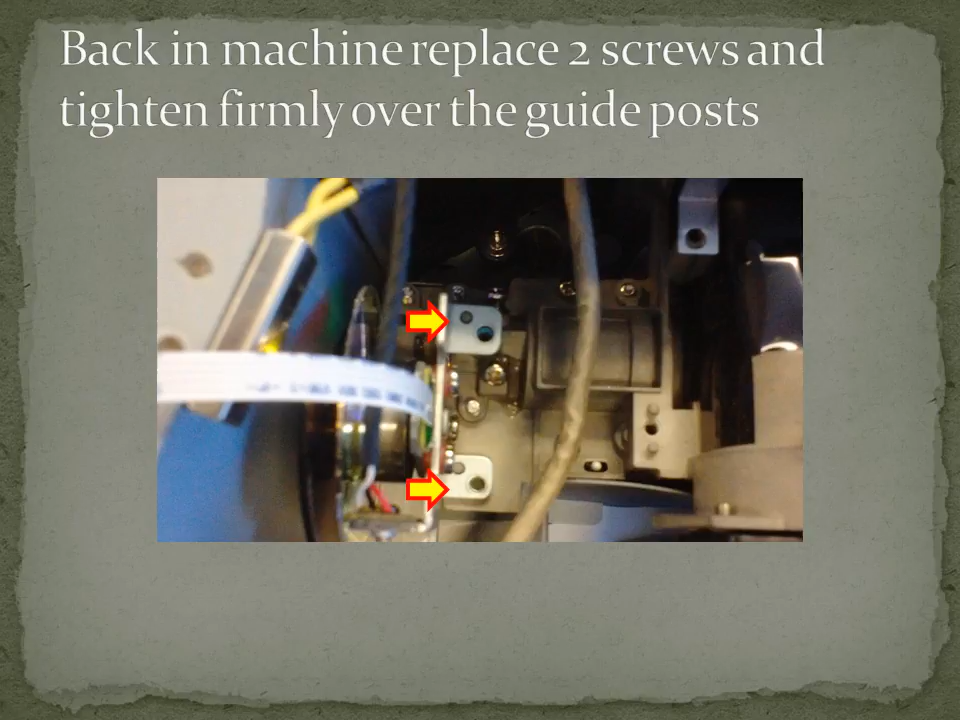 Back in machine replace 2 screws and
tighten firmly over the guide posts